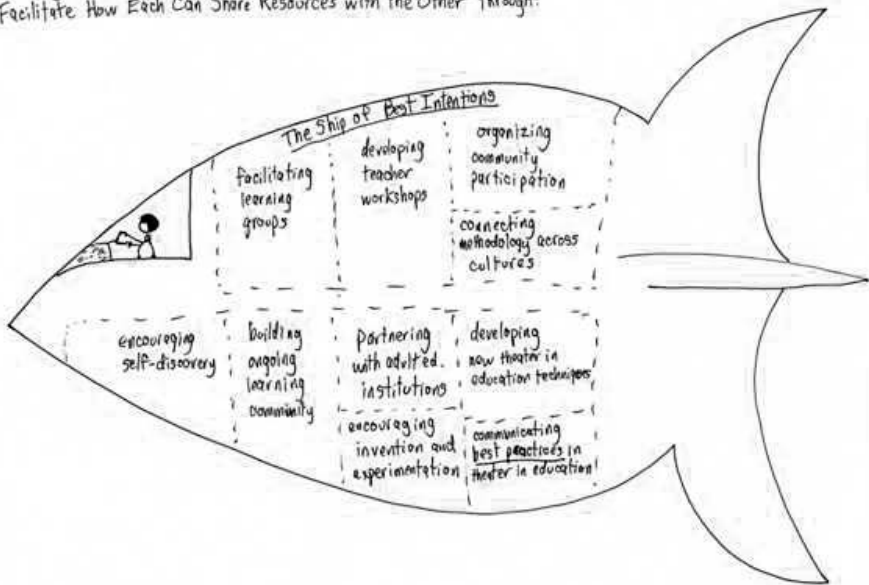 Facilitate How Each Can Share Resources with the Other Through:
The Ship of Best Intentions
facilitating
learning
groups
developing
teacher
workshops
organizing
community
participation
connecting
methodology across
cultures
encouraging
self-discovery
building
ongoing
learning
community
partnering
with adult ed.
institutions
encouraging
invention and
experimentation
developing
new theater in
education techniques
communicating
best practices in
theater in education